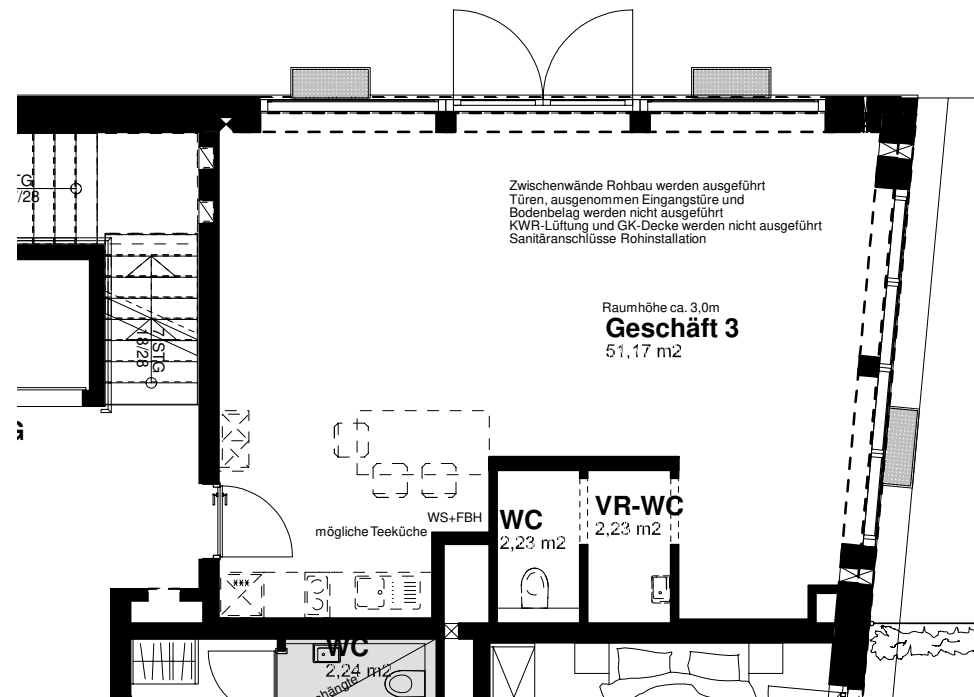 Zwischenwände Rohbau werden ausgeführt
Türen, ausgenommen Eingangstüre und
Bodenbelag werden nicht ausgeführt
KWR-Lüftung und GK-Decke werden nicht ausgeführt
Sanitäranschlüsse Rohinstallation
Raumhöhe ca. 3,0m
Geschäft 3
51,17 m2
7 STG
18/28
WS+FBH
mögliche Teeküche
WC
2,23 m2
VR-WC
2,23 m2
WC
2,24 m2